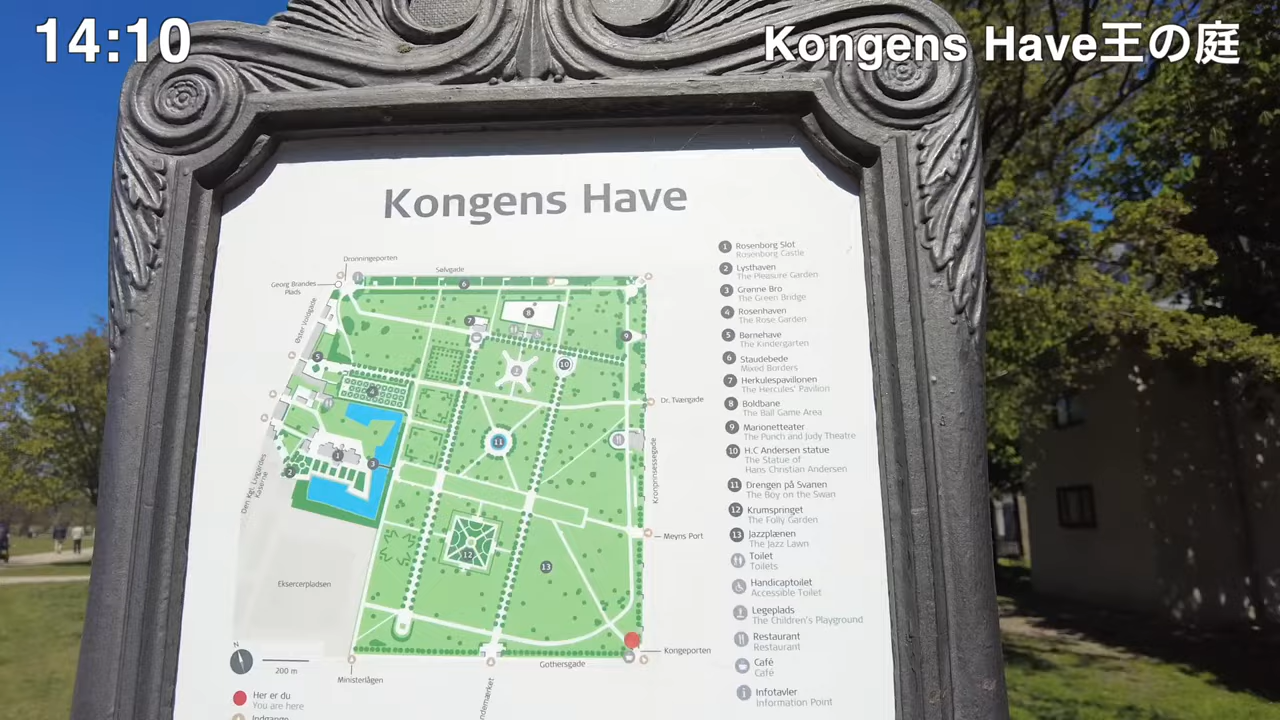 14:10
Kongens Have王の庭
Kongens Have
Dronningeporten
Georg Brandes
Plads
Sølvgade
Øster Voldgade
Dr. Tværgade
Kronprinsessegade
Den Kgl. Livgardes
Kaserne
Meyns Port
Eksercerpladsen
Kongeporten
Gothersgade
Ministerlågen
N
200 m
Her er du
You are here
Indgange
1 Rosenborg Slot
Rosenborg Castle
2 Lysthaven
The Pleasure Garden
3 Grønne Bro
The Green Bridge
4 Rosenhaven
The Rose Garden
5 Børnehave
The Kindergarten
6 Staudebede
Mixed Borders
7 Herkulespavillonen
The Hercules' Pavilion
8 Boldbane
The Ball Game Area
9 Marionetteater
The Punch and Judy Theatre
10 H.C Andersen statue
The Statue of
Hans Christian Andersen
11 Drengen på Svanen
The Boy on the Swan
12 Krumspringet
The Folly Garden
13 Jazzplænen
The Jazz Lawn
Toilet
Toilets
Handicaptoilet
Accessible Toilet
Legeplads
The Children's Playground
Restaurant
Restaurant
Café
Café
Infotavler
Information Point